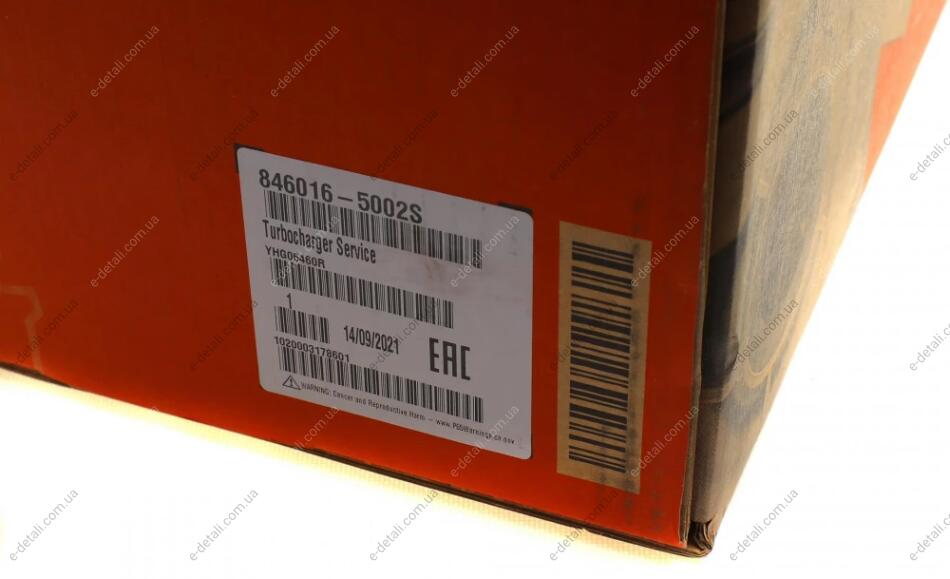 846016-5002S
Turbocharger Service
YHG05460R
1
14/09/2021
EAC
1020003178601
WARNING: Cancer and Reproductive Harm - www.P65Warnings.ca.gov
e-detali.com.ua